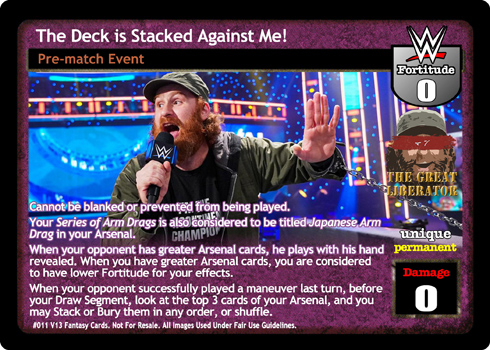 The Deck is Stacked Against Me!
Pre-match Event
W
Fortitude
0
THE GREAT
LIBERATOR
Cannot be blanked or prevented from being played.
Your Series of Arm Drags is also considered to be titled Japanese Arm
Drag in your Arsenal.
When your opponent has greater Arsenal cards, he plays with his hand
revealed. When you have greater Arsenal cards, you are considered
to have lower Fortitude for your effects.
When your opponent successfully played a maneuver last turn, before
your Draw Segment, look at the top 3 cards of your Arsenal, and you
may Stack or Bury them in any order, or shuffle.
CHAMPION
unique
permanent
Damage
0
#011 V13 Fantasy Cards. Not For Resale. All Images Used Under Fair Use Guidelines.